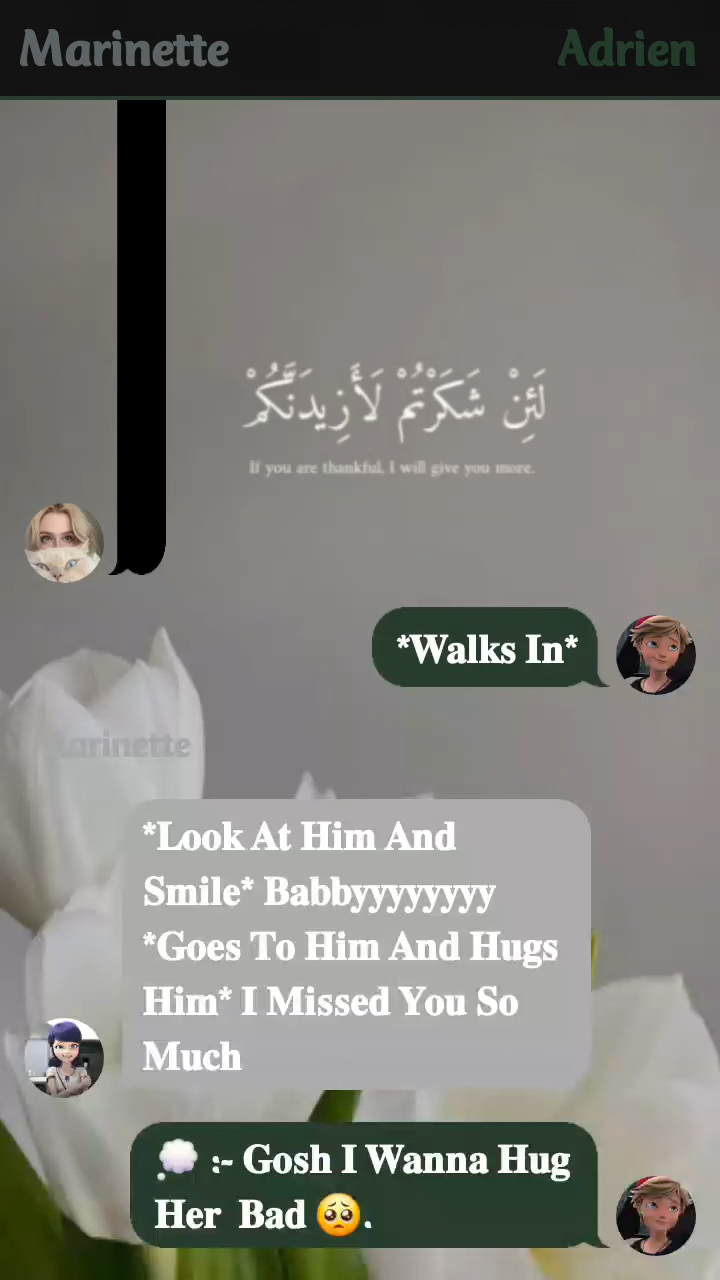 Marinette
Adrien
لَئِنْ شَكَرْتُمْ لَأَزِيدَنَّكُمْ
If you are thankful, I will give you more.
*Walks In*
Marinette
*Look At Him And
Smile* Babbyyyyyyyy
*Goes To Him And Hugs
Him* I Missed You So
Much
💭 :- Gosh I Wanna Hug
Her Bad 🥺.